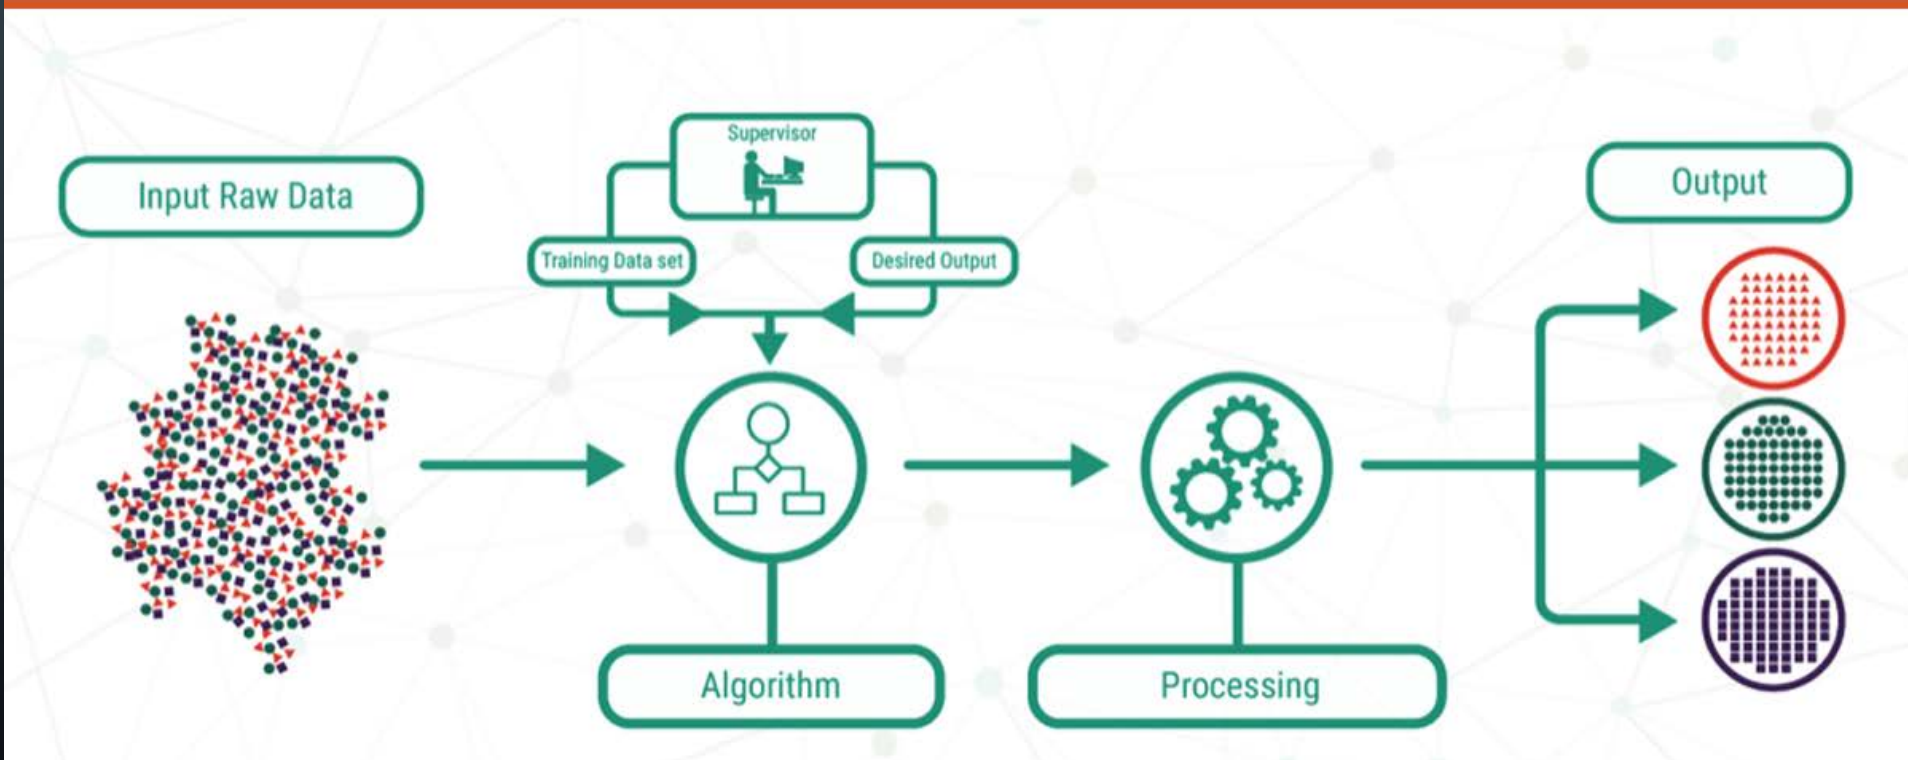 Input Raw Data
Supervisor
Training Data set
Desired Output
Algorithm
Processing
Output